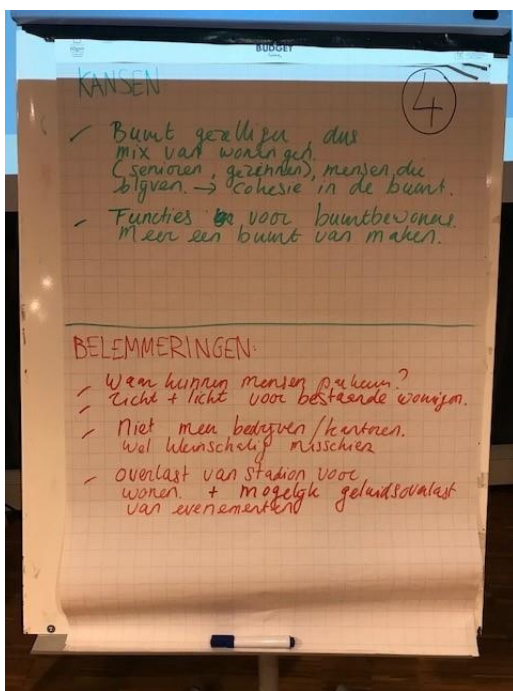 BUDGET
KANSEN
4
Buurt gezelliger dus
mix van woningen.
(senioren, gezinnen), mensen die
blijven. → cohesie in de buurt.
Functies voor buurtbewoners.
Meer een buurt van maken.
BELEMMERINGEN:
Waar kunnen mensen parkeren?
Zicht + licht voor bestaande woningen.
Niet meer bedrijven/kantoren.
wol kleinschalig misschien
overlast van stadion voor
wonen. + mogelijk geluidsoverlast
van evenementen